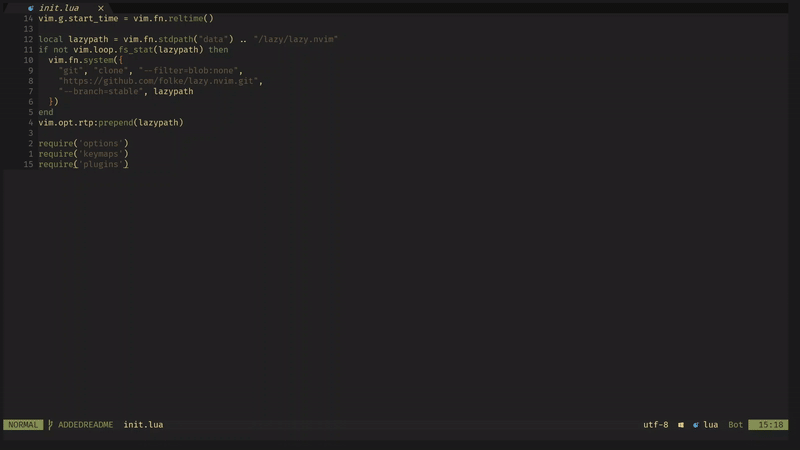 init.lua ×
14 vim.g.start_time = vim.fn.reltime()
13
12 local lazypath = vim.fn.stdpath("data") .. "/lazy/lazy.nvim"
11 if not vim.loop.fs_stat(lazypath) then
10 vim.fn.system({
9 "git", "clone", "--filter=blob:none",
8 "https://github.com/folke/lazy.nvim.git",
7 "--branch=stable", lazypath
6 })
5 end
4 vim.opt.rtp:prepend(lazypath)
3
2 require('options')
1 require('keymaps')
15 require('plugins')
NORMAL ADDEDREADME init.lua utf-8 lua Bot 15:18